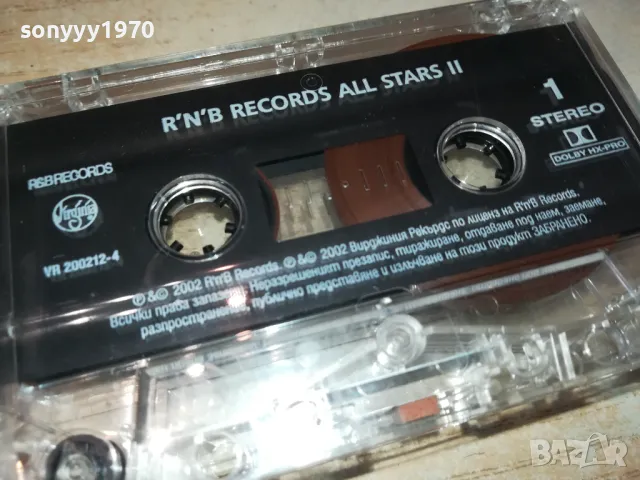 sonyyy1970
R'N'B RECORDS ALL STARS II
1
STEREO
DOLBY HX-PRO
R&B RECORDS
Virginia
VR 200212-4
℗ & © 2002 R'n'B Records. ℗ & © 2002 Вирджиния Рекърдс по лиценз на R'n'B Records.
Всички права запазени. Неразрешеният презапис, тиражиране, отдаване под наем, заемане,
разпространение, публично представяне и излъчване на този продукт ЗАБРАНЕНО.
BAZAR
bg